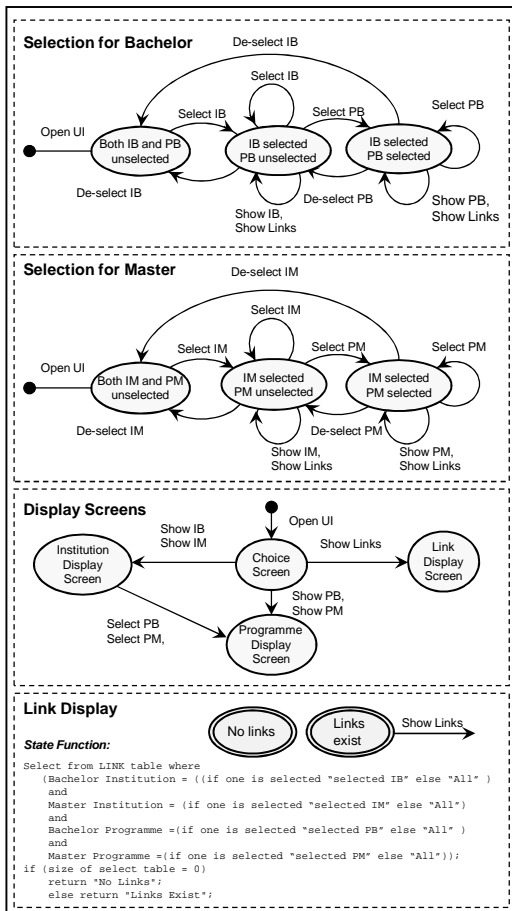 Selection for Bachelor
De-select IB
Select IB
Select IB
Select PB
Select PB
Open UI
Both IB and PB
unselected
IB selected
PB unselected
IB selected
PB selected
De-select IB
De-select PB
Show IB,
Show Links
Show PB,
Show Links
Selection for Master
De-select IM
Select IM
Select IM
Select PM
Select PM
Open UI
Both IM and PM
unselected
IM selected
PM unselected
IM selected
PM selected
De-select IM
De-select PM
Show IM,
Show Links
Show PM,
Show Links
Display Screens
Open UI
Show IB
Show IM
Show Links
Institution
Display
Screen
Choice
Screen
Link
Display
Screen
Show PB,
Show PM
Select PB
Select PM,
Programme
Display
Screen
Link Display
No links
Links
exist
Show Links
State Function:
Select from LINK table where
(Bachelor Institution = ((if one is selected “selected IB” else “All” )
and
Master Institution = (if one is selected “selected IM” else “All”)
and
Bachelor Programme =(if one is selected “selected PB” else “All” )
and
Master Programme =(if one is selected “selected PM” else “All”));
if (size of select table = 0)
return "No Links";
else return "Links Exist";